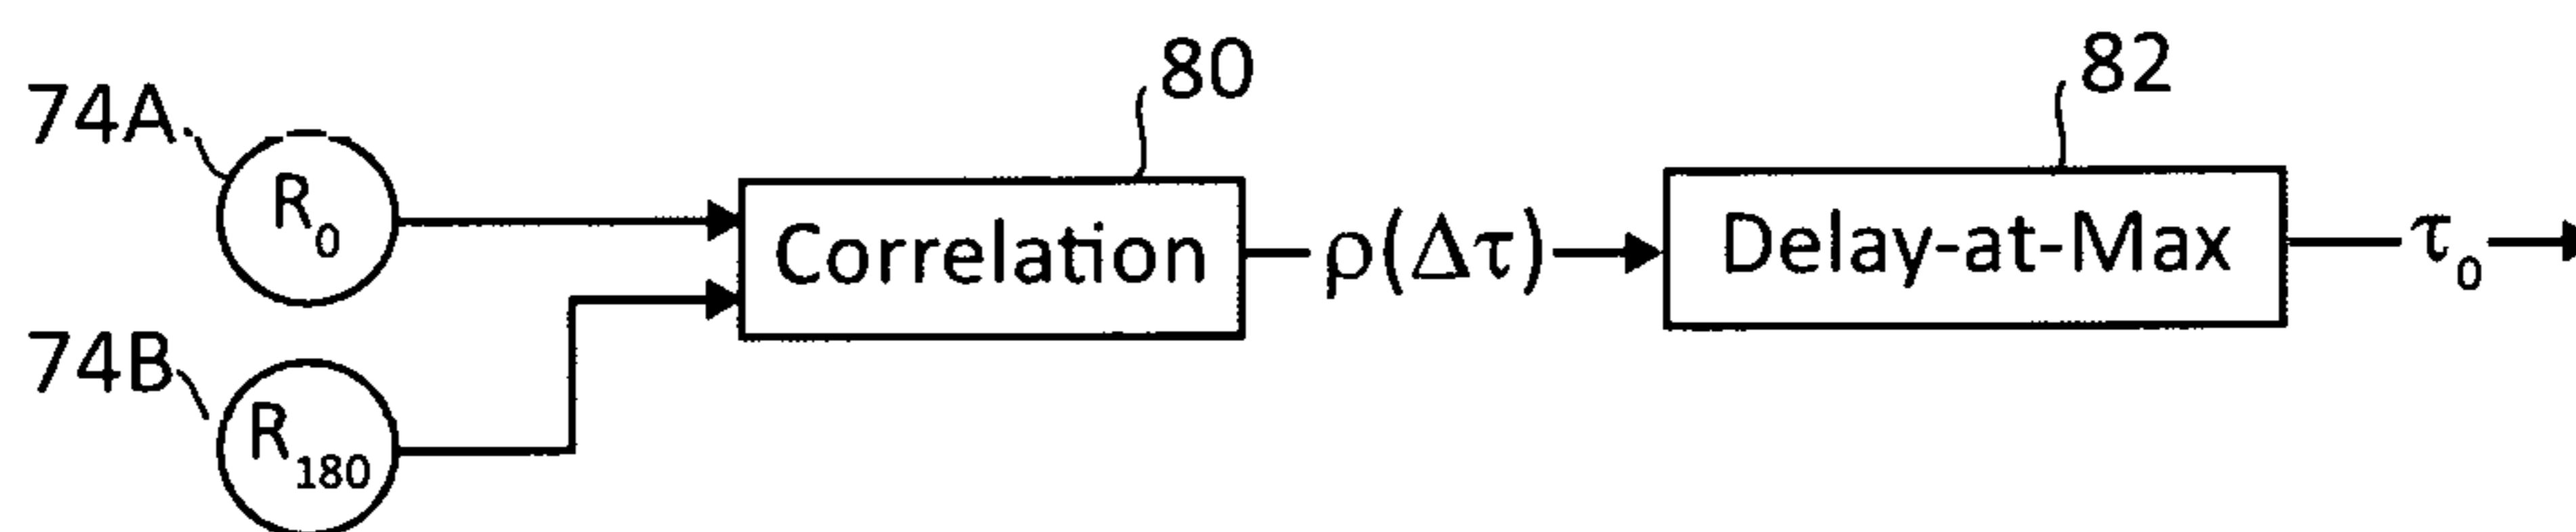 74A
R₀
80
Correlation
ρ(Δτ)
82
Delay-at-Max
τ₀
74B
R₁₈₀